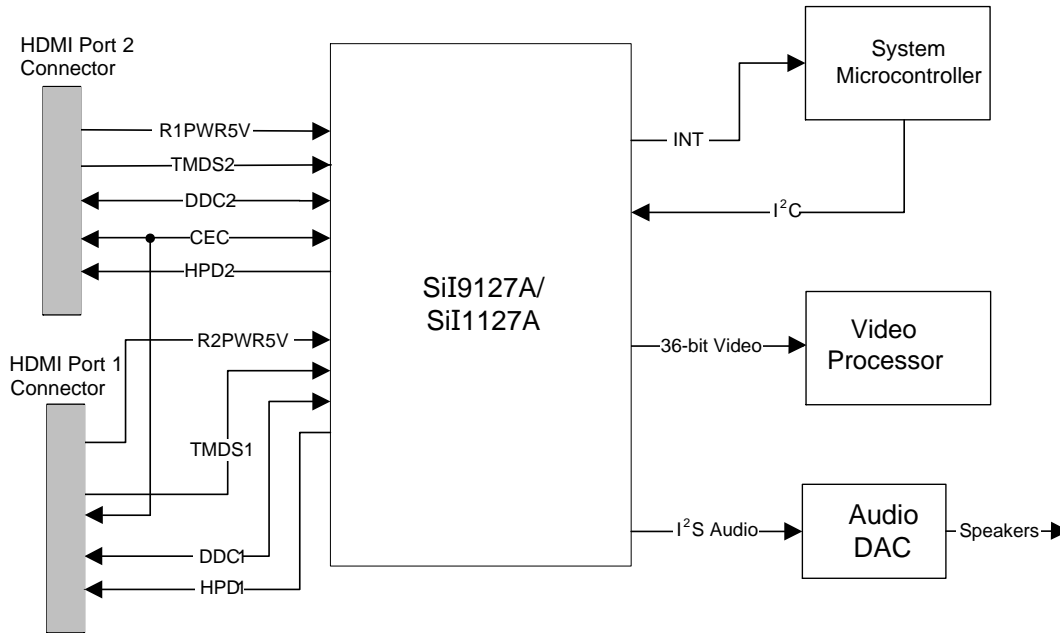 HDMI Port 2
Connector
R1PWR5V
TMDS2
DDC2
CEC
HPD2
HDMI Port 1
Connector
R2PWR5V
TMDS1
DDC1
HPD1
SiI9127A/
SiI1127A
INT
I²C
System
Microcontroller
36-bit Video
Video
Processor
I²S Audio
Audio
DAC
Speakers